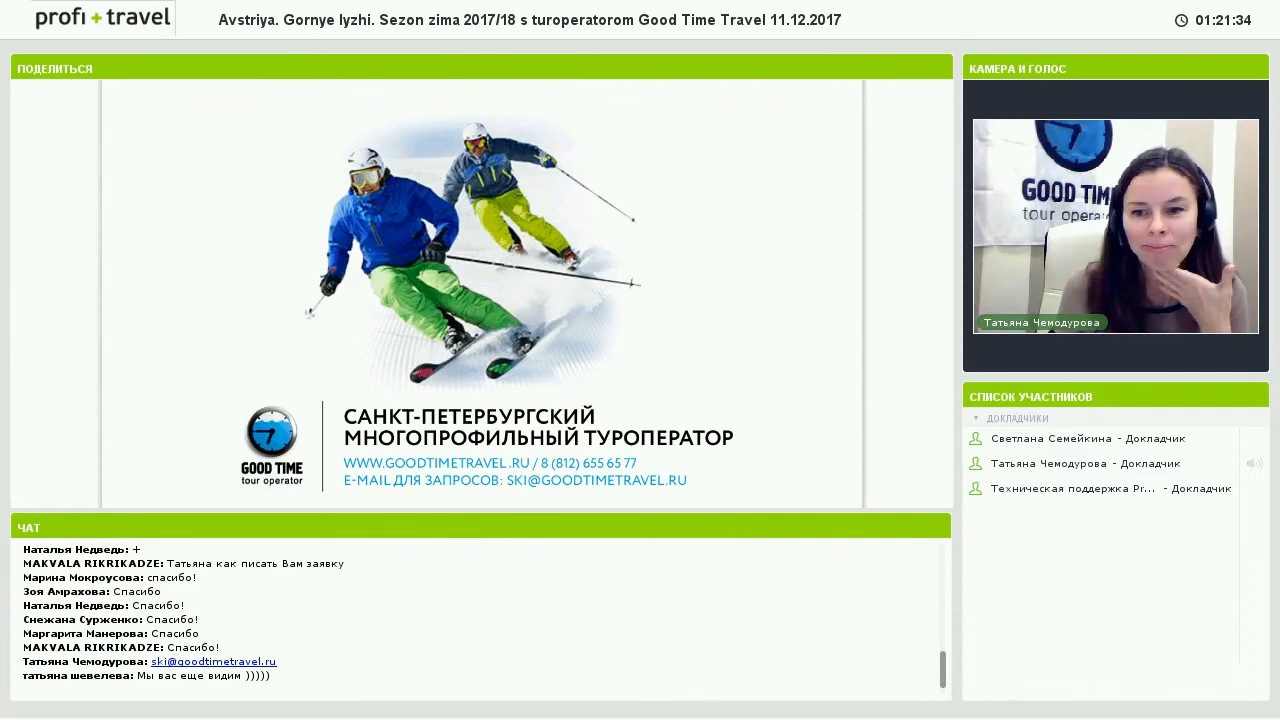 profi + travel
Avstriya. Gornye lyzhi. Sezon zima 2017/18 s turoperatorom Good Time Travel 11.12.2017
01:21:34
ПОДЕЛИТЬСЯ
САНКТ-ПЕТЕРБУРГСКИЙ
МНОГОПРОФИЛЬНЫЙ ТУРОПЕРАТОР
WWW.GOODTIMETRAVEL.RU / 8 (812) 655 65 77
E-MAIL ДЛЯ ЗАПРОСОВ: SKI@GOODTIMETRAVEL.RU
GOOD TIME
tour operator
КАМЕРА И ГОЛОС
GOOD TIM
tour opera
Татьяна Чемодурова
СПИСОК УЧАСТНИКОВ
ДОКЛАДЧИКИ
Светлана Семейкина - Докладчик
Татьяна Чемодурова - Докладчик
Техническая поддержка Pr... - Докладчик
ЧАТ
Наталья Недведь: +
MAKVALA RIKRIKADZE: Татьяна как писать Вам заявку
Марина Мокроусова: спасибо!
Зоя Амрахова: Спасибо
Наталья Недведь: Спасибо!
Снежана Сурженко: Спасибо!
Маргарита Манерова: Спасибо
MAKVALA RIKRIKADZE: Спасибо!
Татьяна Чемодурова: ski@goodtimetravel.ru
татьяна шевелева: Мы вас еще видим )))))